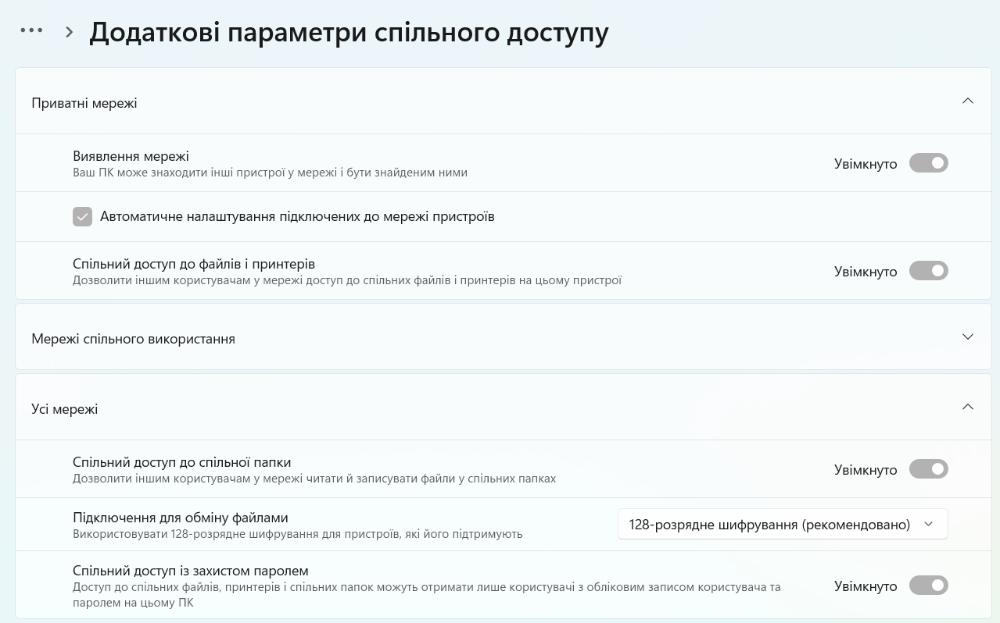 Додаткові параметри спільного доступу
Приватні мережі
Виявлення мережі
Ваш ПК може знаходити інші пристрої у мережі і бути знайденим ними
Увімкнуто
Автоматичне налаштування підключених до мережі пристроїв
Спільний доступ до файлів і принтерів
Дозволити іншим користувачам у мережі доступ до спільних файлів і принтерів на цьому пристрої
Увімкнуто
Мережі спільного використання
Усі мережі
Спільний доступ до спільної папки
Дозволити іншим користувачам у мережі читати й записувати файли у спільних папках
Увімкнуто
Підключення для обміну файлами
Використовувати 128-розрядне шифрування для пристроїв, які його підтримують
128-розрядне шифрування (рекомендовано)
Спільний доступ із захистом паролем
Доступ до спільних файлів, принтерів і спільних папок можуть отримати лише користувачі з обліковим записом користувача та
паролем на цьому ПК
Увімкнуто